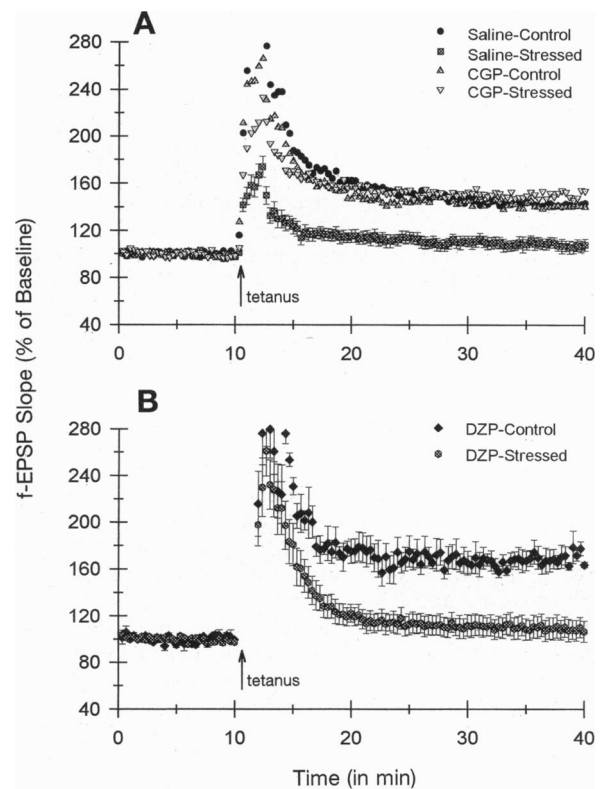 A
Saline-Control
Saline-Stressed
CGP-Control
CGP-Stressed
280
240
200
160
120
80
40
tetanus
0
10
20
30
40
f-EPSP Slope (% of Baseline)
B
DZP-Control
DZP-Stressed
280
240
200
160
120
80
40
tetanus
0
10
20
30
40
Time (in min)